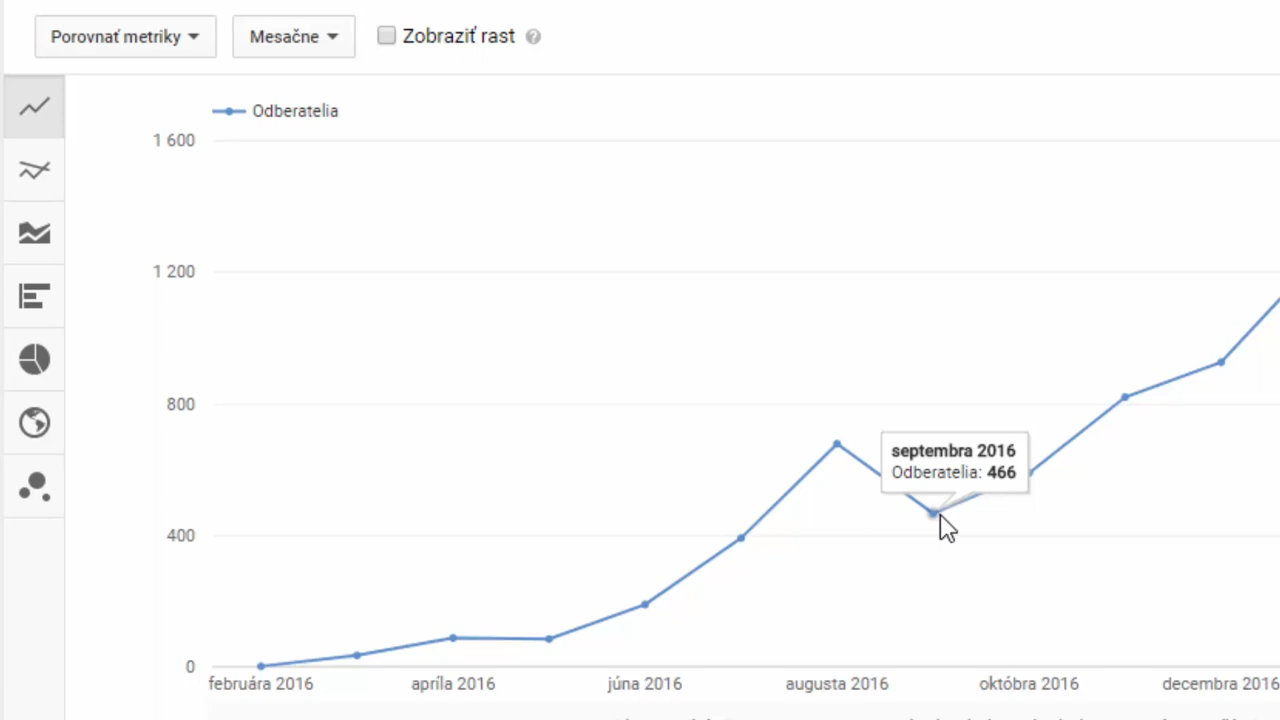 Porovnať metriky
Mesačne
Zobraziť rast
?
Odberatelia
1 600
1 200
800
400
0
septembra 2016
Odberatelia: 466
februára 2016
apríla 2016
júna 2016
augusta 2016
októbra 2016
decembra 2016